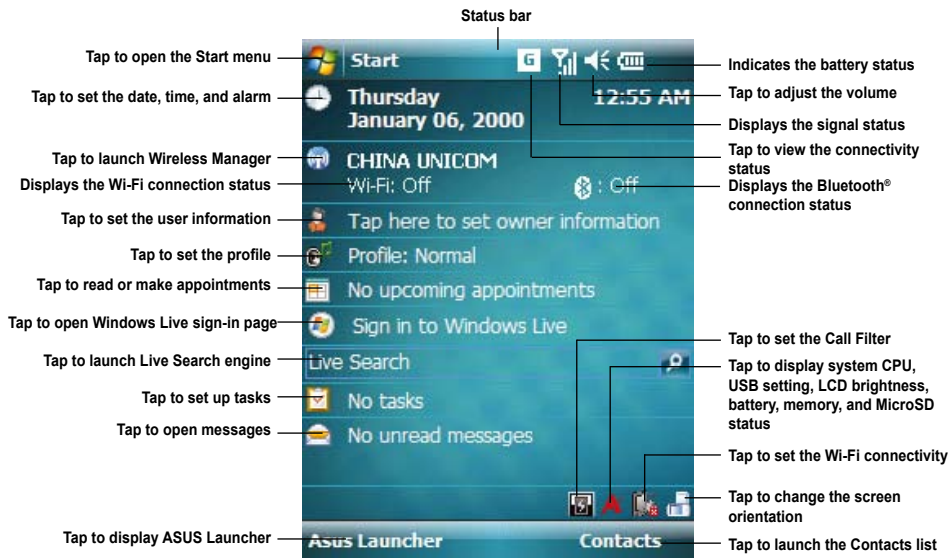 Status bar
Tap to open the Start menu
Tap to set the date, time, and alarm
Tap to launch Wireless Manager
Displays the Wi-Fi connection status
Tap to set the user information
Tap to set the profile
Tap to read or make appointments
Tap to open Windows Live sign-in page
Tap to launch Live Search engine
Tap to set up tasks
Tap to open messages
Tap to display ASUS Launcher
Start
G
Thursday 12:55 AM
January 06, 2000
CHINA UNICOM
Wi-Fi: Off : Off
Tap here to set owner information
Profile: Normal
No upcoming appointments
Sign in to Windows Live
Live Search
No tasks
No unread messages
Asus Launcher Contacts
Indicates the battery status
Tap to adjust the volume
Displays the signal status
Tap to view the connectivity
status
Displays the Bluetooth®
connection status
Tap to set the Call Filter
Tap to display system CPU,
USB setting, LCD brightness,
battery, memory, and MicroSD
status
Tap to set the Wi-Fi connectivity
Tap to change the screen
orientation
Tap to launch the Contacts list